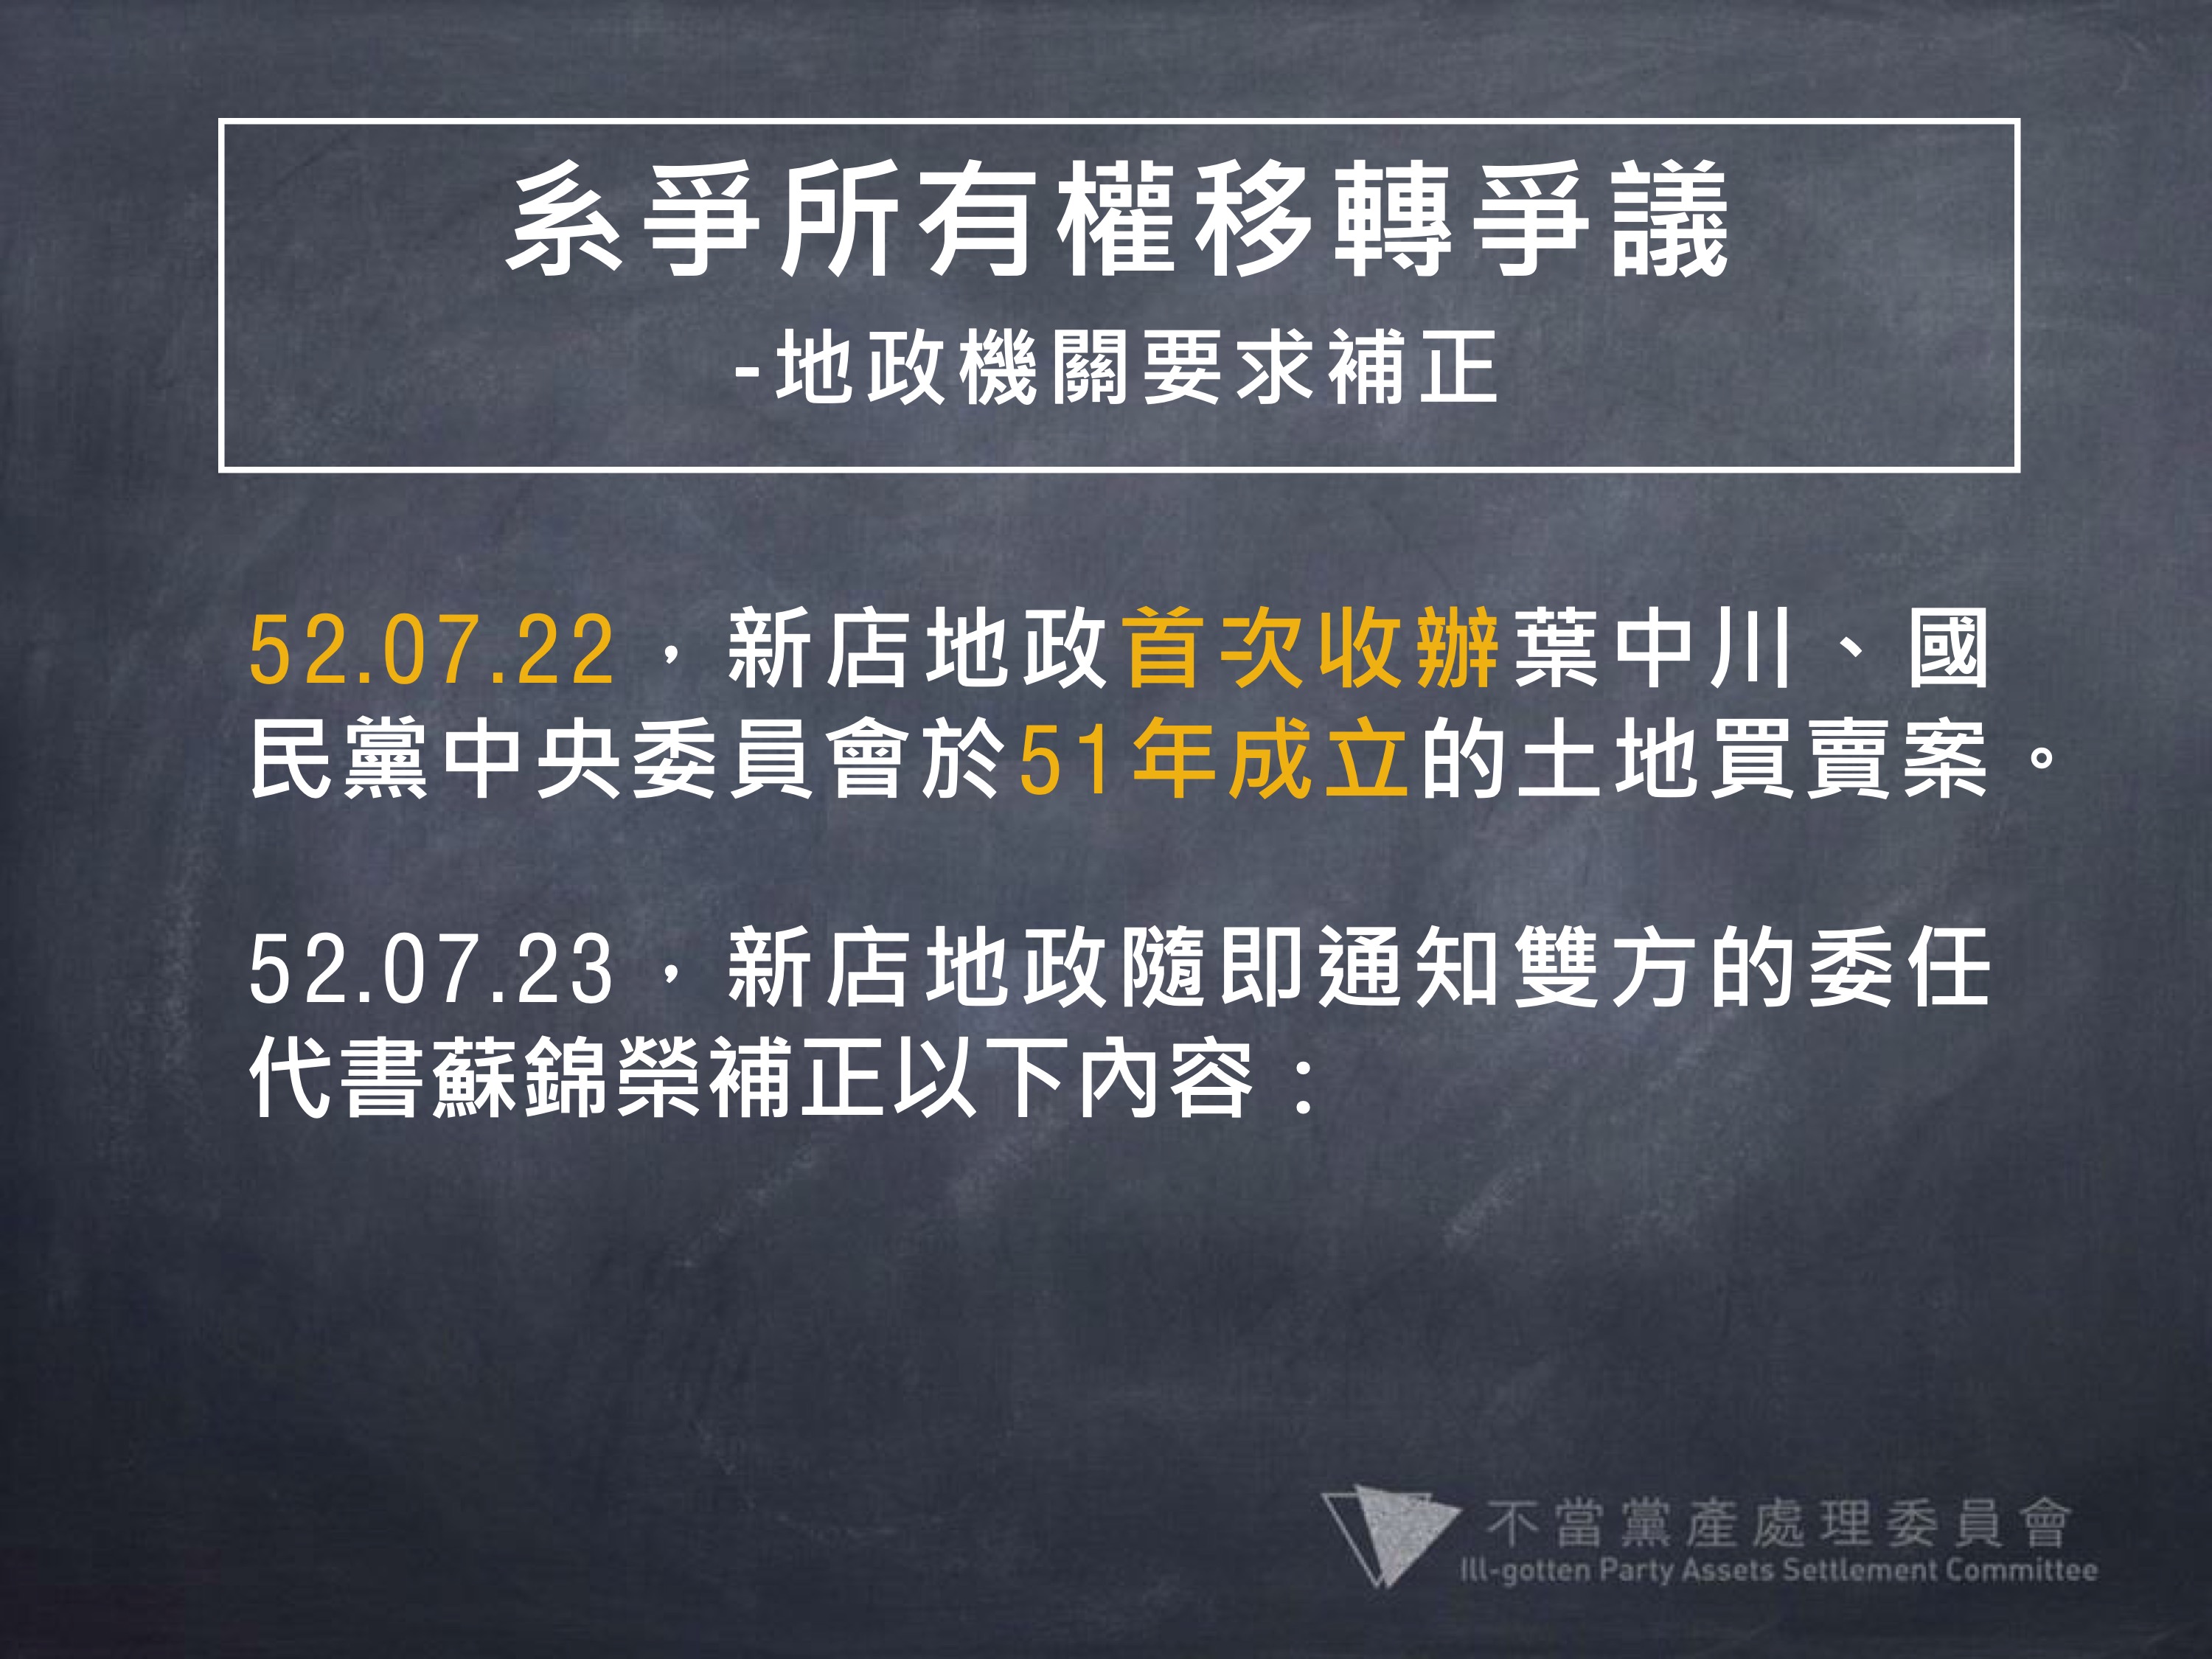 系爭所有權移轉爭議
-地政機關要求補正
52.07.22，新店地政首次收辦葉中川、國
民黨中央委員會於51年成立的土地買賣案。
52.07.23，新店地政隨即通知雙方的委任
代書蘇錦榮補正以下內容：
不當黨產處理委員會
Ill-gotten Party Assets Settlement Committee